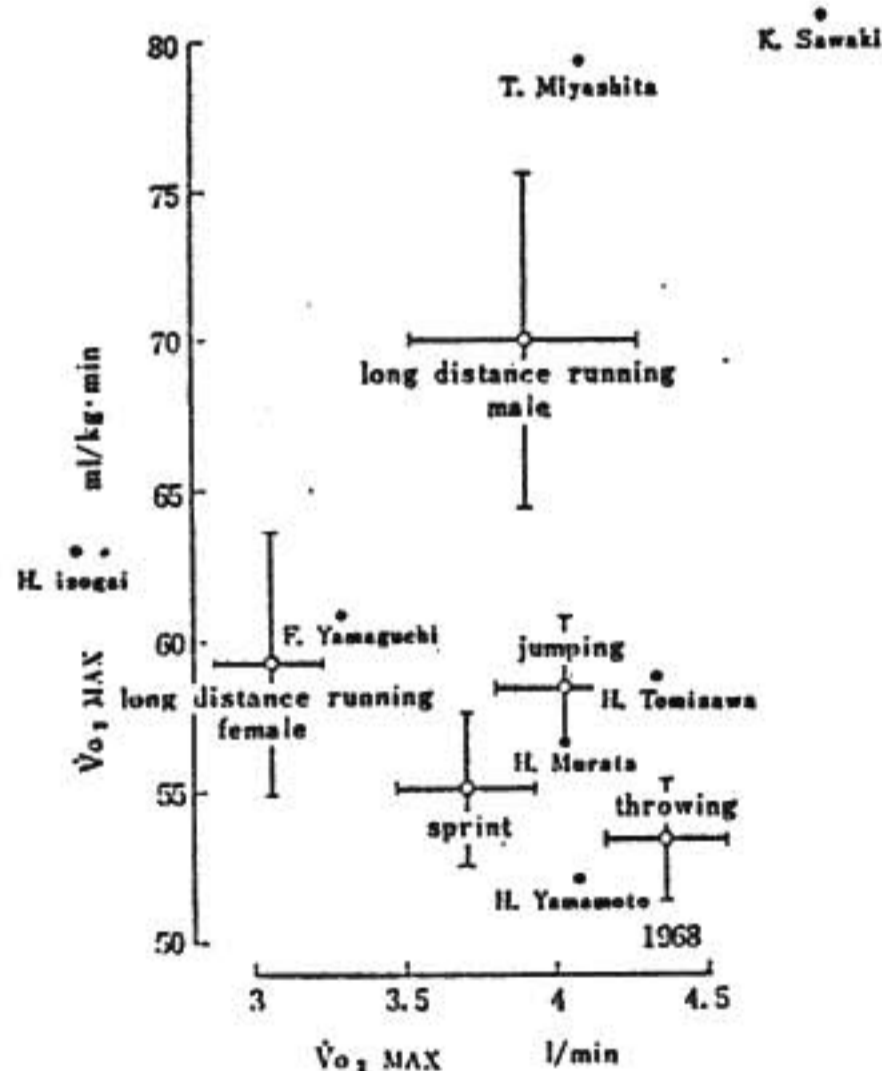 K. Sawaki
80
T. Miyashita
75
70
long distance running
male
ml/kg·min
65
H. isogai
60
F. Yamaguchi
jumping
long distance running
female
H. Tomisawa
V̇o₂ MAX
H. Murata
55
sprint
throwing
H. Yamamoto
50
1968
3 3.5 4 4.5
V̇o₂ MAX l/min